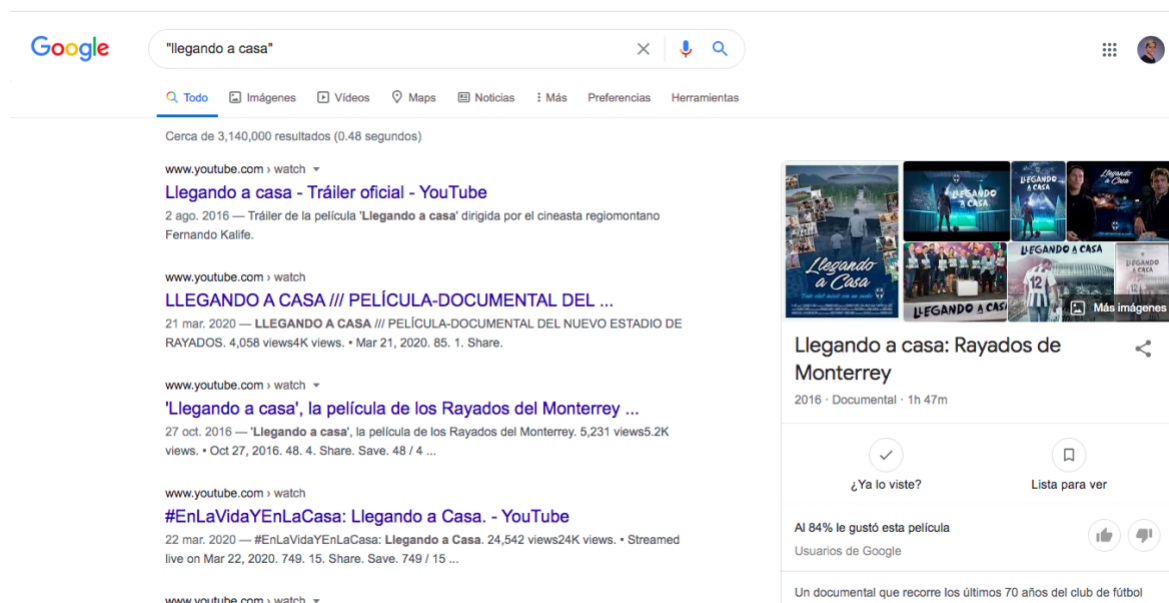 Google
"llegando a casa"
Todo
Imágenes
Vídeos
Maps
Noticias
Más
Preferencias
Herramientas
Cerca de 3,140,000 resultados (0.48 segundos)
www.youtube.com › watch
Llegando a casa - Tráiler oficial - YouTube
2 ago. 2016 — Tráiler de la película 'Llegando a casa' dirigida por el cineasta regiomontano
Fernando Kalife.
www.youtube.com › watch
LLEGANDO A CASA /// PELÍCULA-DOCUMENTAL DEL ...
21 mar. 2020 — LLEGANDO A CASA /// PELÍCULA-DOCUMENTAL DEL NUEVO ESTADIO DE
RAYADOS. 4,058 views4K views. • Mar 21, 2020. 85. 1. Share.
www.youtube.com › watch
'Llegando a casa', la película de los Rayados del Monterrey ...
27 oct. 2016 — 'Llegando a casa', la película de los Rayados del Monterrey. 5,231 views5.2K
views. • Oct 27, 2016. 48. 4. Share. Save. 48 / 4 ...
www.youtube.com › watch
#EnLaVidaYEnLaCasa: Llegando a Casa. - YouTube
22 mar. 2020 — #EnLaVidaYEnLaCasa: Llegando a Casa. 24,542 views24K views. • Streamed
live on Mar 22, 2020. 749. 15. Share. Save. 749 / 15 ...
www.youtube.com › watch
Llegando
a Casa
LLEGANDO
A CASA
LLEGANDO
A CASA
Llegando
a Casa
LLEGANDO A CASA
LLEGANDO A CASA
12
LLEGANDO
A CASA
12
Más imágenes
Llegando a casa: Rayados de
Monterrey
2016 · Documental · 1h 47m
¿Ya lo viste?
Lista para ver
Al 84% le gustó esta película
Usuarios de Google
Un documental que recorre los últimos 70 años del club de fútbol